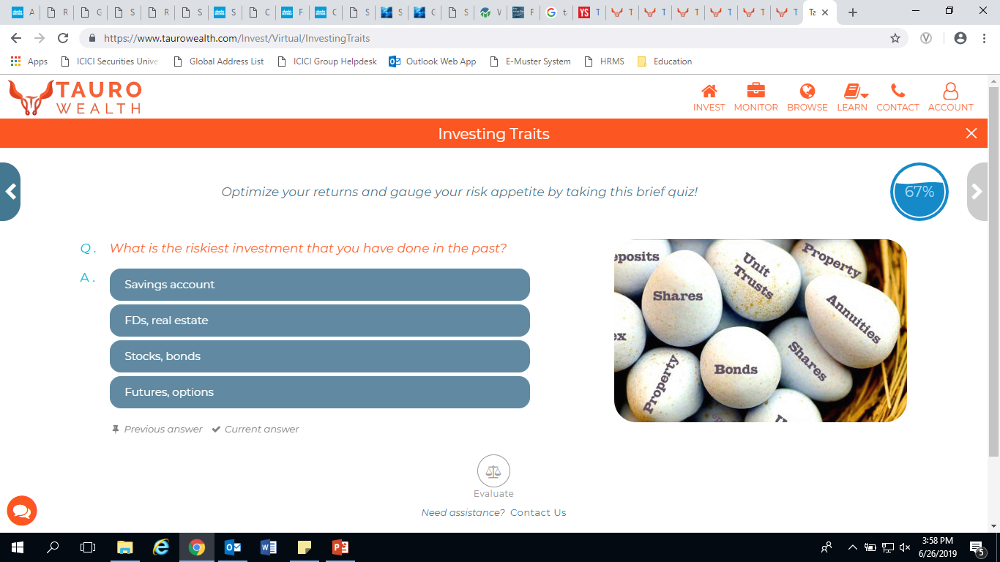 A
R
G
S
R
S
S
C
F
C
S
S
G
S
V
F
G
ta
YS
T
T
T
T
T
T
T
Ta
https://www.taurowealth.com/Invest/Virtual/InvestingTraits
Apps
ICICI Securities Unive
Global Address List
ICICI Group Helpdesk
Outlook Web App
E-Muster System
HRMS
Education
TAURO
WEALTH
INVEST
MONITOR
BROWSE
LEARN
CONTACT
ACCOUNT
Investing Traits
Optimize your returns and gauge your risk appetite by taking this brief quiz!
67%
Q.
What is the riskiest investment that you have done in the past?
A.
Savings account
FDs, real estate
Stocks, bonds
Futures, options
Previous answer
Current answer
eposits
Unit
Trusts
Property
Shares
Annuities
ex
Bonds
Shares
Property
U
Evaluate
Need assistance? Contact Us
3:58 PM
6/26/2019
5